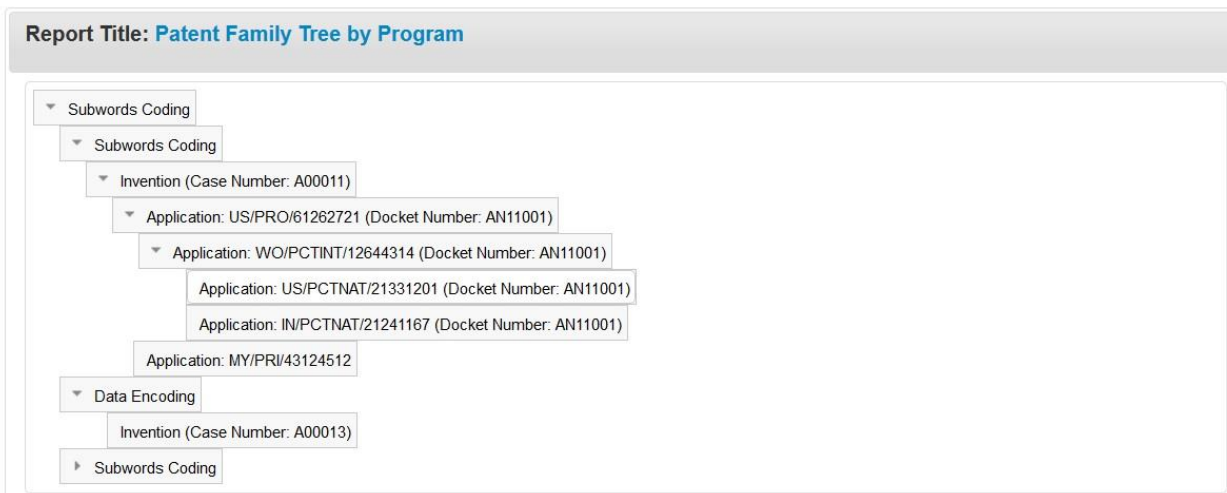 Report Title: Patent Family Tree by Program
Subwords Coding
Subwords Coding
Invention (Case Number: A00011)
Application: US/PRO/61262721 (Docket Number: AN11001)
Application: WO/PCTINT/12644314 (Docket Number: AN11001)
Application: US/PCTNAT/21331201 (Docket Number: AN11001)
Application: IN/PCTNAT/21241167 (Docket Number: AN11001)
Application: MY/PRI/43124512
Data Encoding
Invention (Case Number: A00013)
Subwords Coding